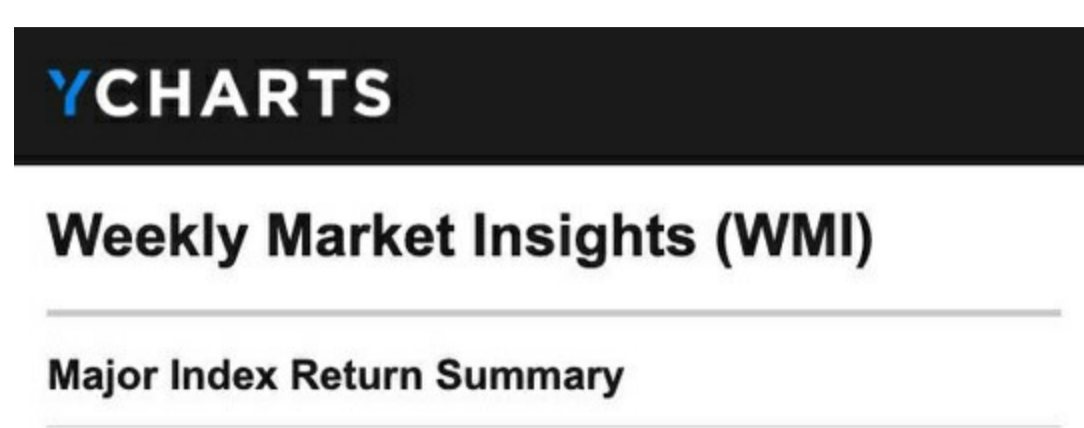 YCHARTS
Weekly Market Insights (WMI)
Major Index Return Summary